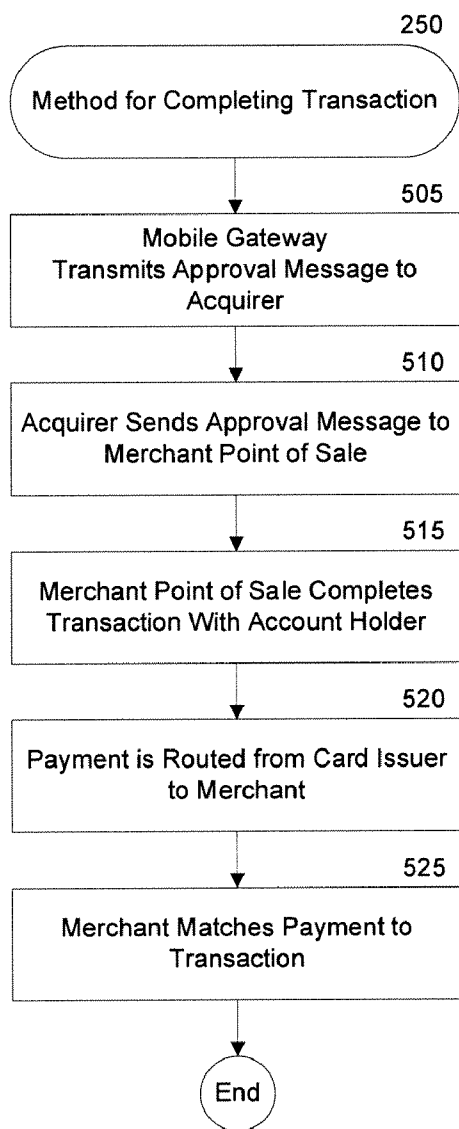 250
Method for Completing Transaction
505
Mobile Gateway
Transmits Approval Message to
Acquirer
510
Acquirer Sends Approval Message to
Merchant Point of Sale
515
Merchant Point of Sale Completes
Transaction With Account Holder
520
Payment is Routed from Card Issuer
to Merchant
525
Merchant Matches Payment to
Transaction
End